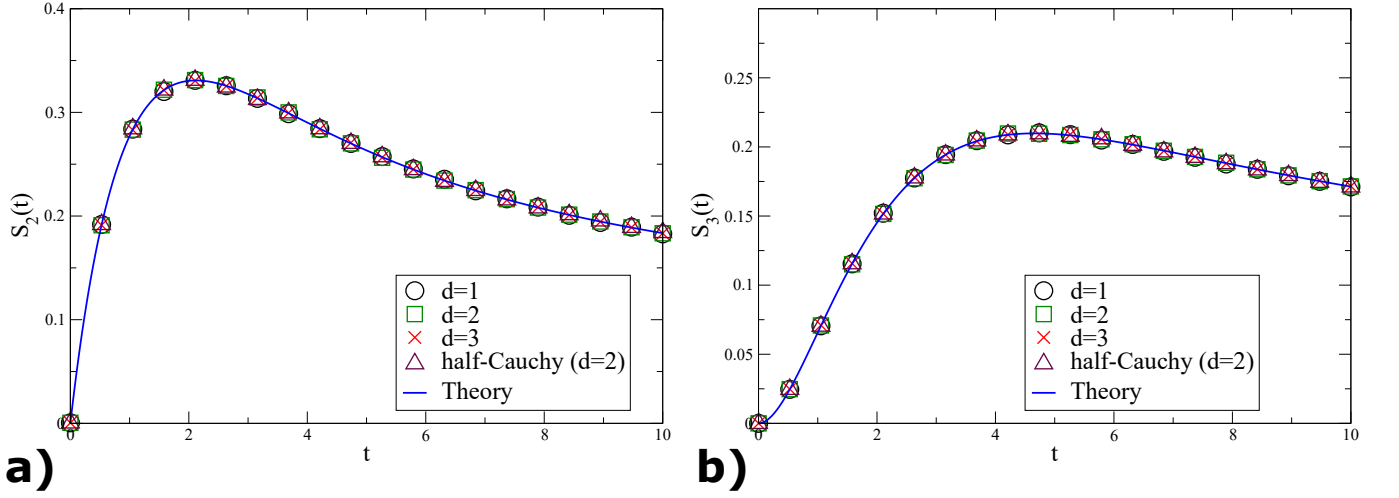 0.4
0.3
0.2
0.1
0
S2(t)
0
2
4
6
8
10
t
d=1
d=2
d=3
half-Cauchy (d=2)
Theory
a)
0.25
0.2
0.15
0.1
0.05
0
S3(t)
0
2
4
6
8
10
t
d=1
d=2
d=3
half-Cauchy (d=2)
Theory
b)